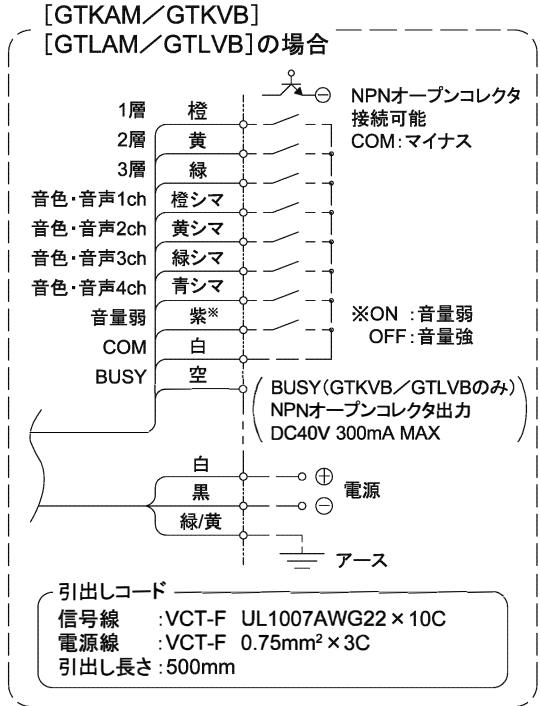 [GTKAM／GTKVB]
[GTLAM／GTLVB]の場合
NPNオープンコレクタ
接続可能
COM：マイナス
1層 橙
2層 黄
3層 緑
音色・音声1ch 橙シマ
音色・音声2ch 黄シマ
音色・音声3ch 緑シマ
音色・音声4ch 青シマ
音量弱 紫※
COM 白
BUSY 空
※ON ：音量弱
OFF：音量強
BUSY（GTKVB／GTLVBのみ）
NPNオープンコレクタ出力
DC40V 300mA MAX
白
黒
緑/黄
電源
アース
引出しコード
信号線 ：VCT-F UL1007AWG22×10C
電源線 ：VCT-F 0.75mm²×3C
引出し長さ：500mm